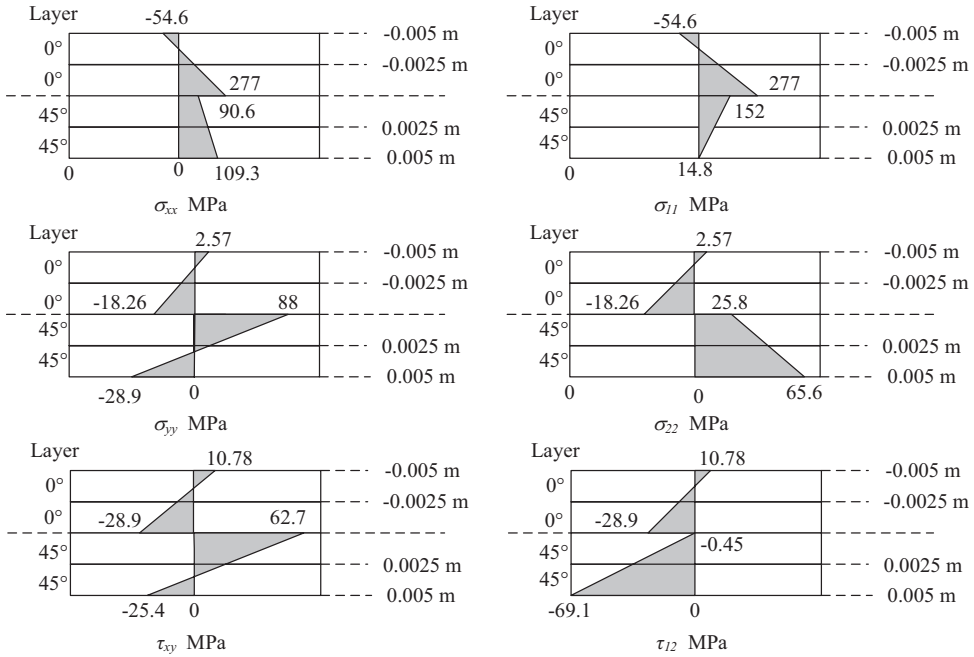 Layer
-54.6
0°
-0.005 m
-0.0025 m
0°
277
45°
90.6
0.0025 m
45°
0.005 m
0
0
109.3
σxx MPa
-54.6
0°
-0.005 m
-0.0025 m
0°
277
45°
152
0.0025 m
45°
0.005 m
0
14.8
σ11 MPa
Layer
2.57
0°
-0.005 m
-0.0025 m
0°
-18.26
88
45°
0.0025 m
45°
0.005 m
-28.9
0
σyy MPa
Layer
2.57
0°
-0.005 m
-0.0025 m
0°
-18.26
25.8
45°
0.0025 m
45°
0.005 m
0
0
65.6
σ22 MPa
Layer
10.78
0°
-0.005 m
-0.0025 m
0°
-28.9
62.7
45°
0.0025 m
45°
0.005 m
-25.4
0
τxy MPa
Layer
10.78
0°
-0.005 m
-0.0025 m
0°
-28.9
-0.45
45°
0.0025 m
45°
0.005 m
-69.1
0
τ12 MPa
Layer